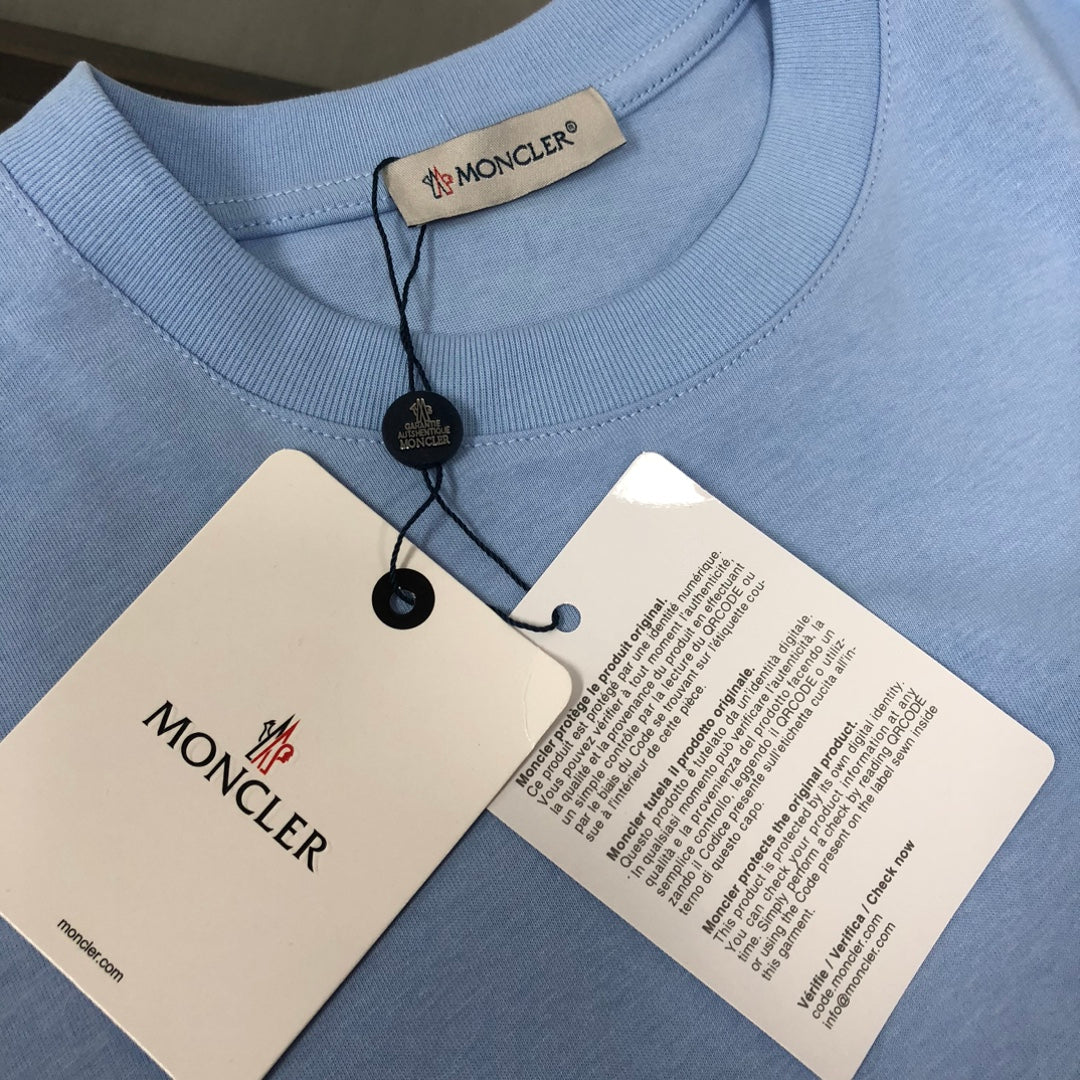 MONCLER®
GARANTIE
AUTSHENTIQUE
MONCLER
MONCLER
moncler.com
Moncler protège le produit original.
Ce produit est protégé par une identité numérique.
Vous pouvez vérifier à tout moment l'authenticité,
la qualité et la provenance du produit en effectuant
un simple contrôle par la lecture du QRCODE ou
par le biais du Code se trouvant sur l'étiquette cou-
sue à l'intérieur de cette pièce.
Moncler tutela il prodotto originale.
Questo prodotto è tutelato da un'identità digitale.
In qualsiasi momento può verificare l'autenticità, la
qualità e la provenienza del prodotto facendo un
semplice controllo, leggendo il QRCODE o utiliz-
zando il Codice presente sull'etichetta cucita all'in-
terno di questo capo.
Moncler protects the original product.
This product is protected by its own digital identity.
You can check your product information at any
time. Simply perform a check by reading QRCODE
or using the Code present on the label sewn inside
this garment.
Vérifie / Verifica / Check now
code.moncler.com
info@moncler.com